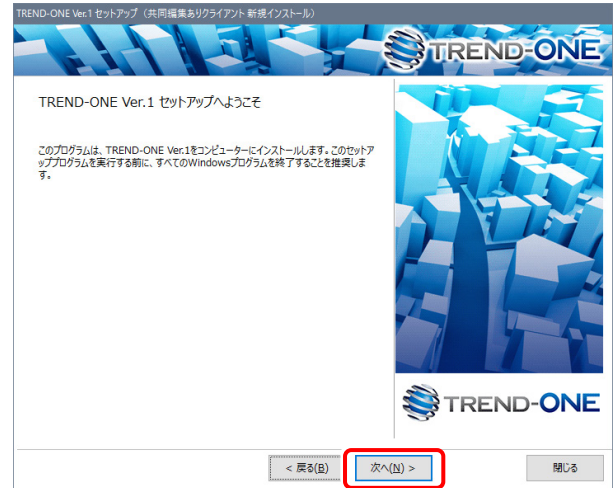 TREND-ONE Ver.1 セットアップ（共同編集ありクライアント 新規インストール）
TREND-ONE
TREND-ONE Ver.1 セットアップへようこそ
このプログラムは、TREND-ONE Ver.1をコンピューターにインストールします。このセットア
ッププログラムを実行する前に、すべてのWindowsプログラムを終了することを推奨しま
す。
TREND-ONE
< 戻る(B)
次へ(N) >
閉じる